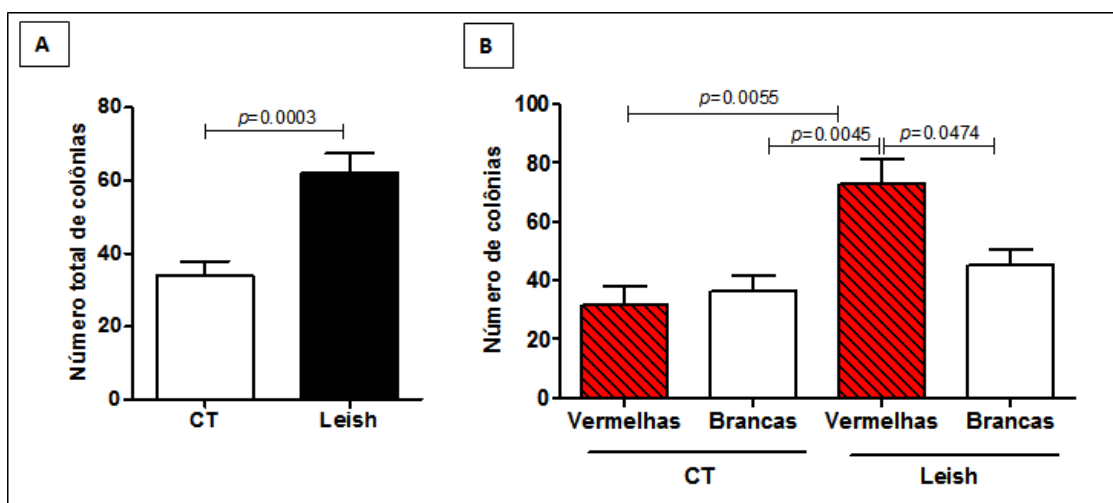 A
Número total de colônias
80
60
40
20
0
p=0.0003
CT
Leish
B
Número de colônias
100
80
60
40
20
0
p=0.0055
p=0.0045
p=0.0474
Vermelhas
Brancas
Vermelhas
Brancas
CT
Leish